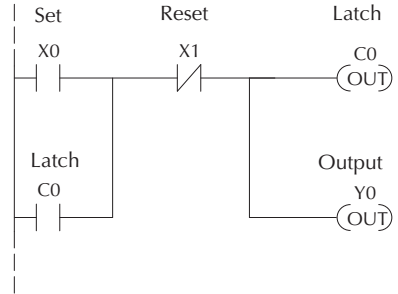 Set Reset Latch
X0 X1 C0
OUT
Latch Output
C0 Y0
OUT